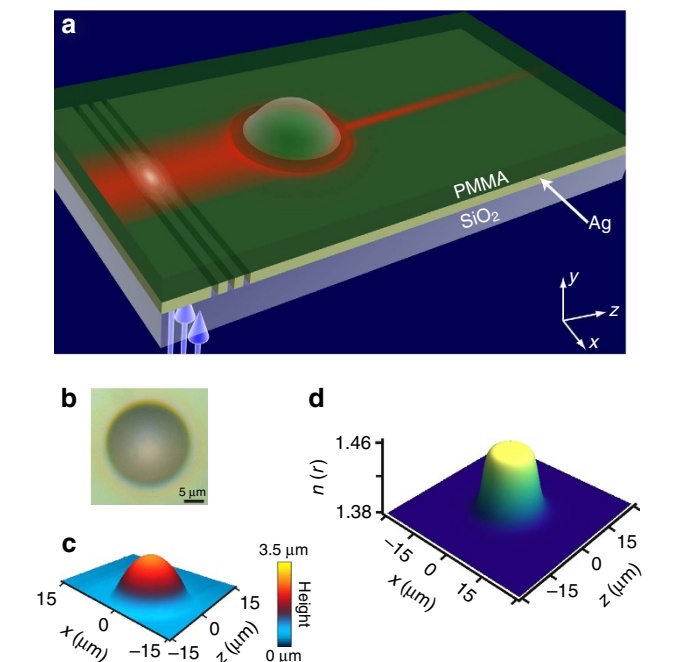 a
PMMA
SiO₂
Ag
y
z
x
b
5 μm
c
3.5 μm
Height
0 μm
15
0
−15
x (μm)
−15
0
15
z (μm)
d
1.46
1.38
n (r)
−15
0
15
x (μm)
−15
0
15
z (μm)